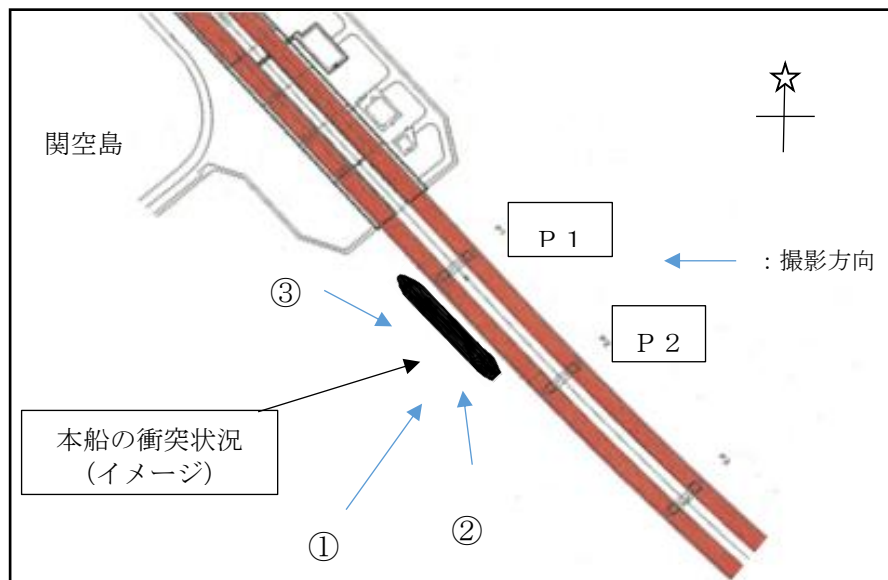 関空島
Ｐ１
：撮影方向
③
Ｐ２
本船の衝突状況
（イメージ）
①
②